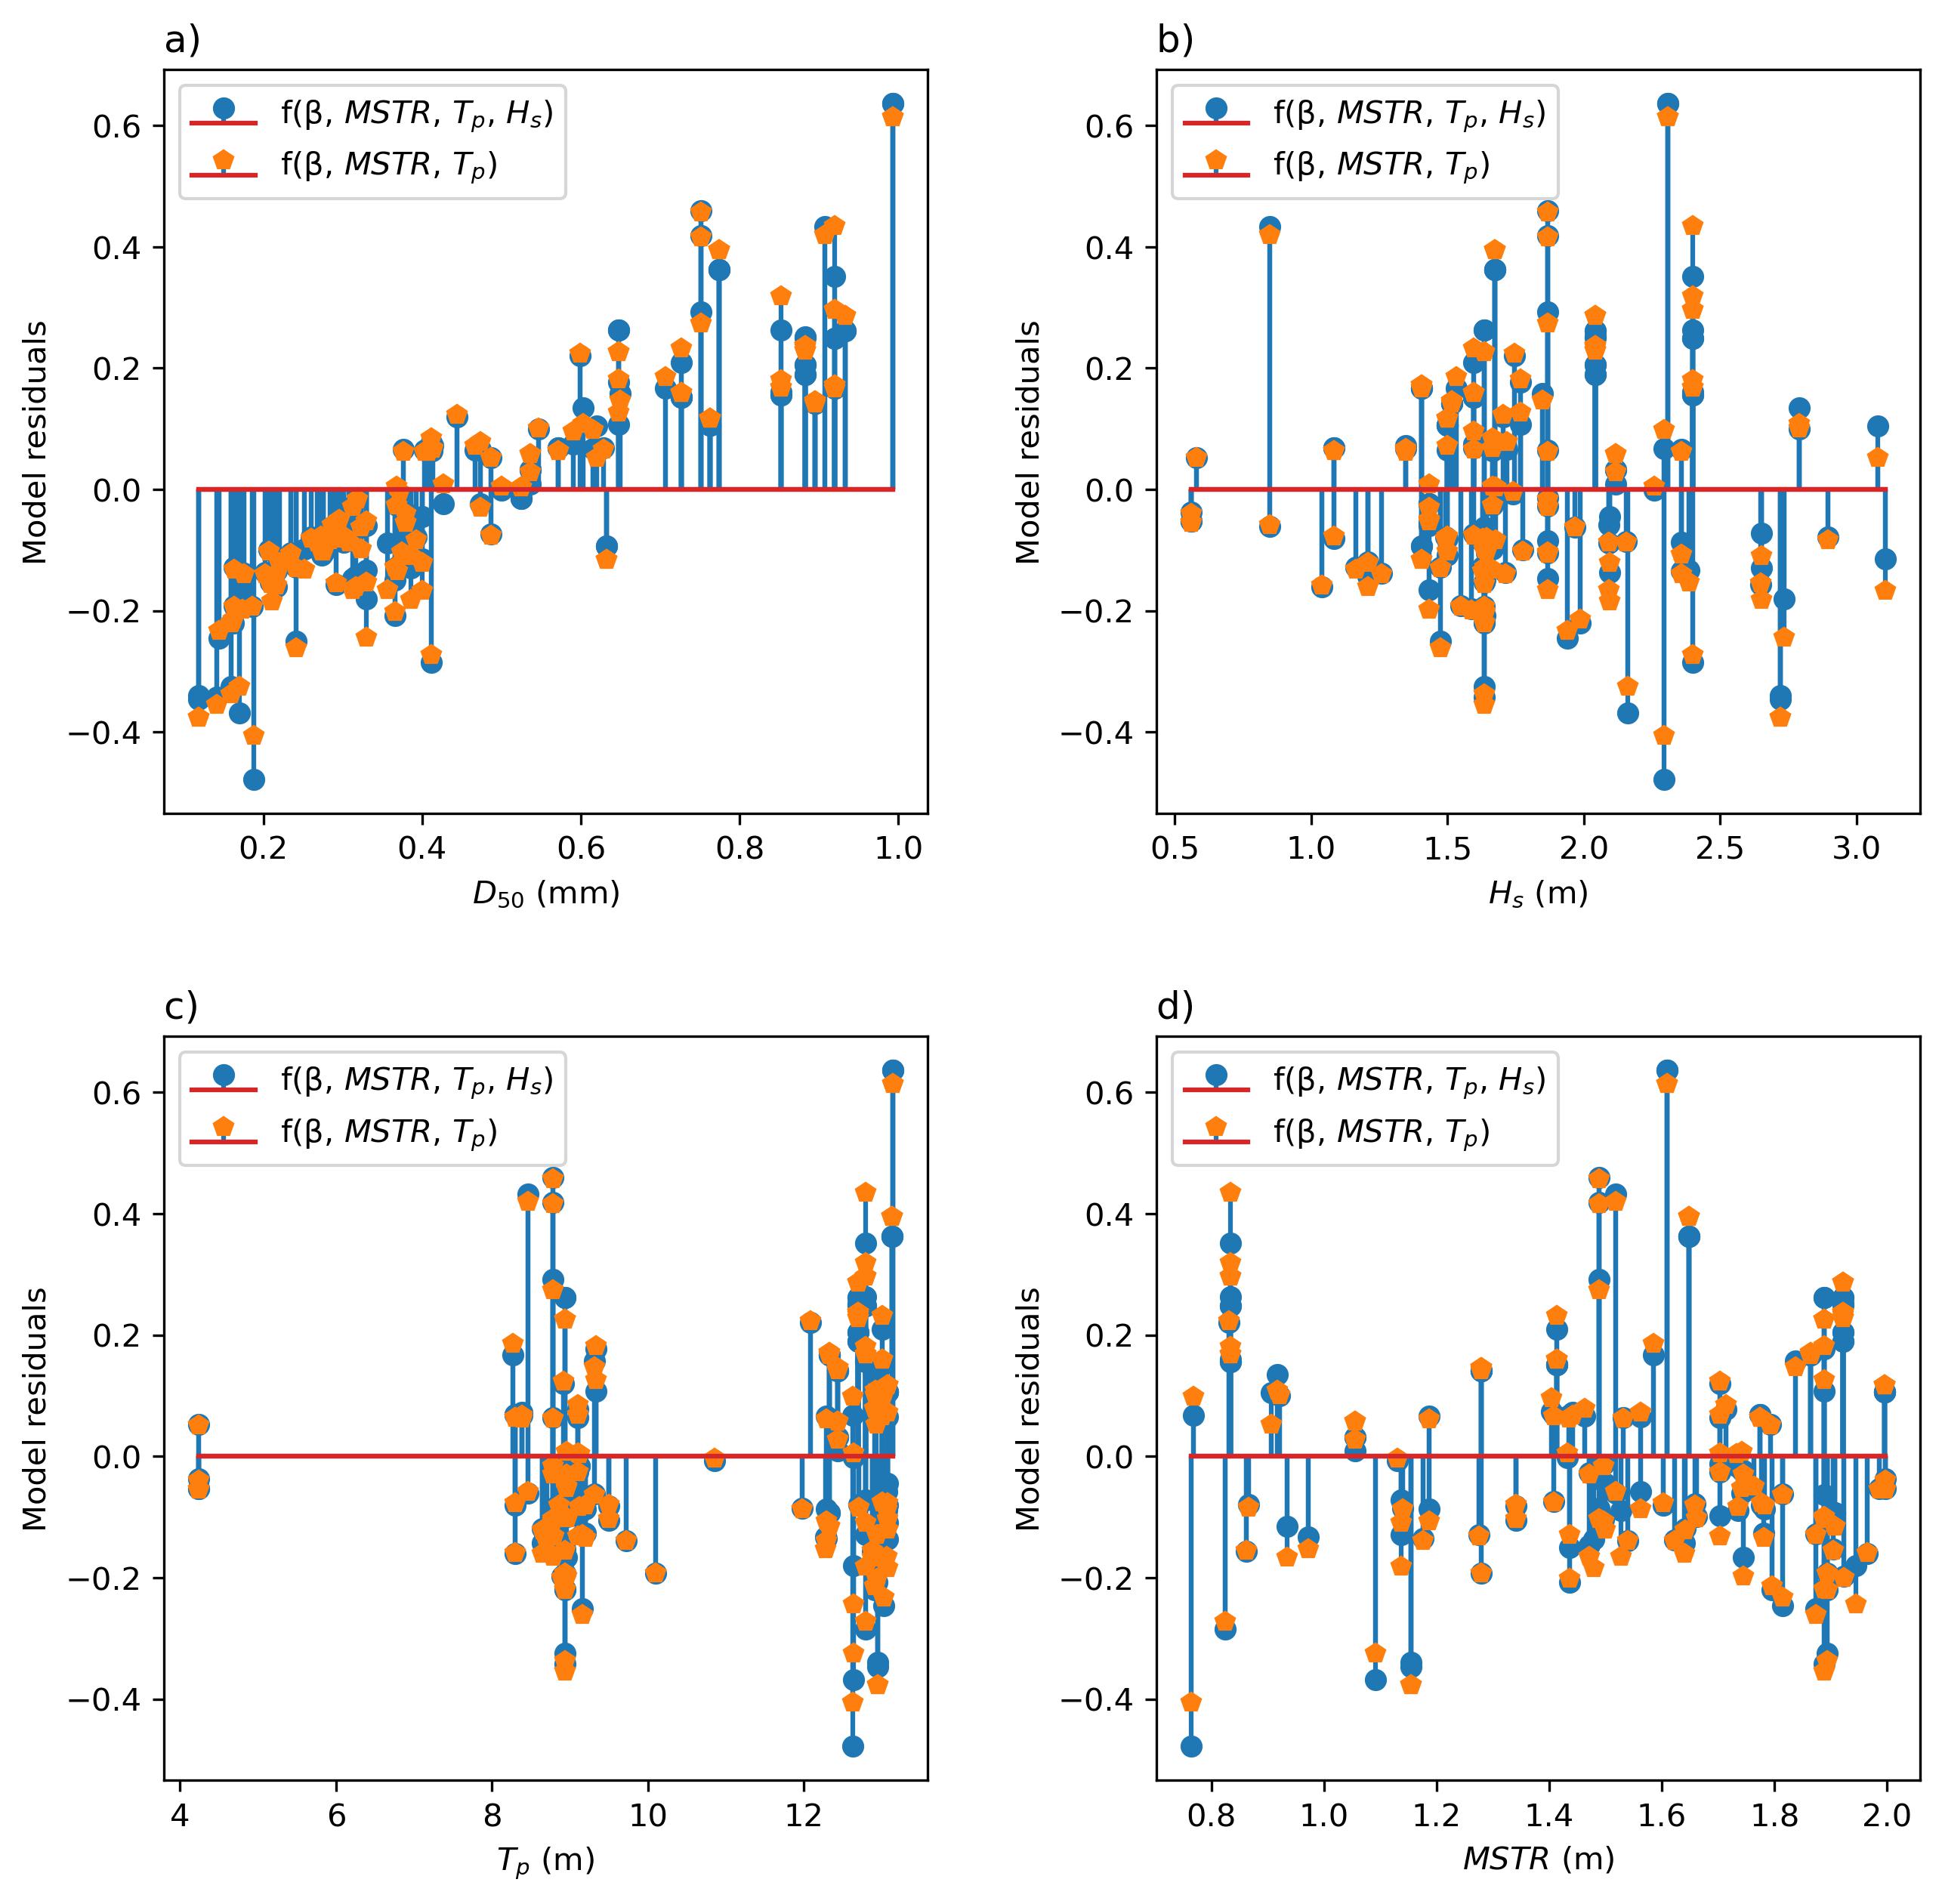 a)
f(β, MSTR, Tp, Hs)
f(β, MSTR, Tp)
0.6
0.4
0.2
0.0
−0.2
−0.4
Model residuals
0.2 0.4 0.6 0.8 1.0
D50 (mm)
b)
f(β, MSTR, Tp, Hs)
f(β, MSTR, Tp)
0.6
0.4
0.2
0.0
−0.2
−0.4
Model residuals
0.5 1.0 1.5 2.0 2.5 3.0
Hs (m)
c)
f(β, MSTR, Tp, Hs)
f(β, MSTR, Tp)
0.6
0.4
0.2
0.0
−0.2
−0.4
Model residuals
4 6 8 10 12
Tp (m)
d)
f(β, MSTR, Tp, Hs)
f(β, MSTR, Tp)
0.6
0.4
0.2
0.0
−0.2
−0.4
Model residuals
0.8 1.0 1.2 1.4 1.6 1.8 2.0
MSTR (m)